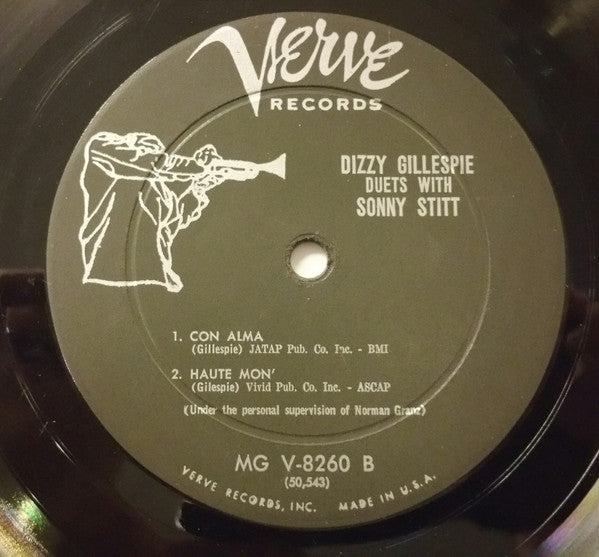 Verve
RECORDS
DIZZY GILLESPIE
DUETS WITH
SONNY STITT
1. CON ALMA
(Gillespie) JATAP Pub. Co. Inc. - BMI
2. HAUTE MON'
(Gilespie) Vivid Pub. Co. Inc. - ASCAP
(Under the personal supervision of Norman Granz)
MG V-8260 B
(50,543)
VERVE RECORDS, INC. MADE IN U.S.A.